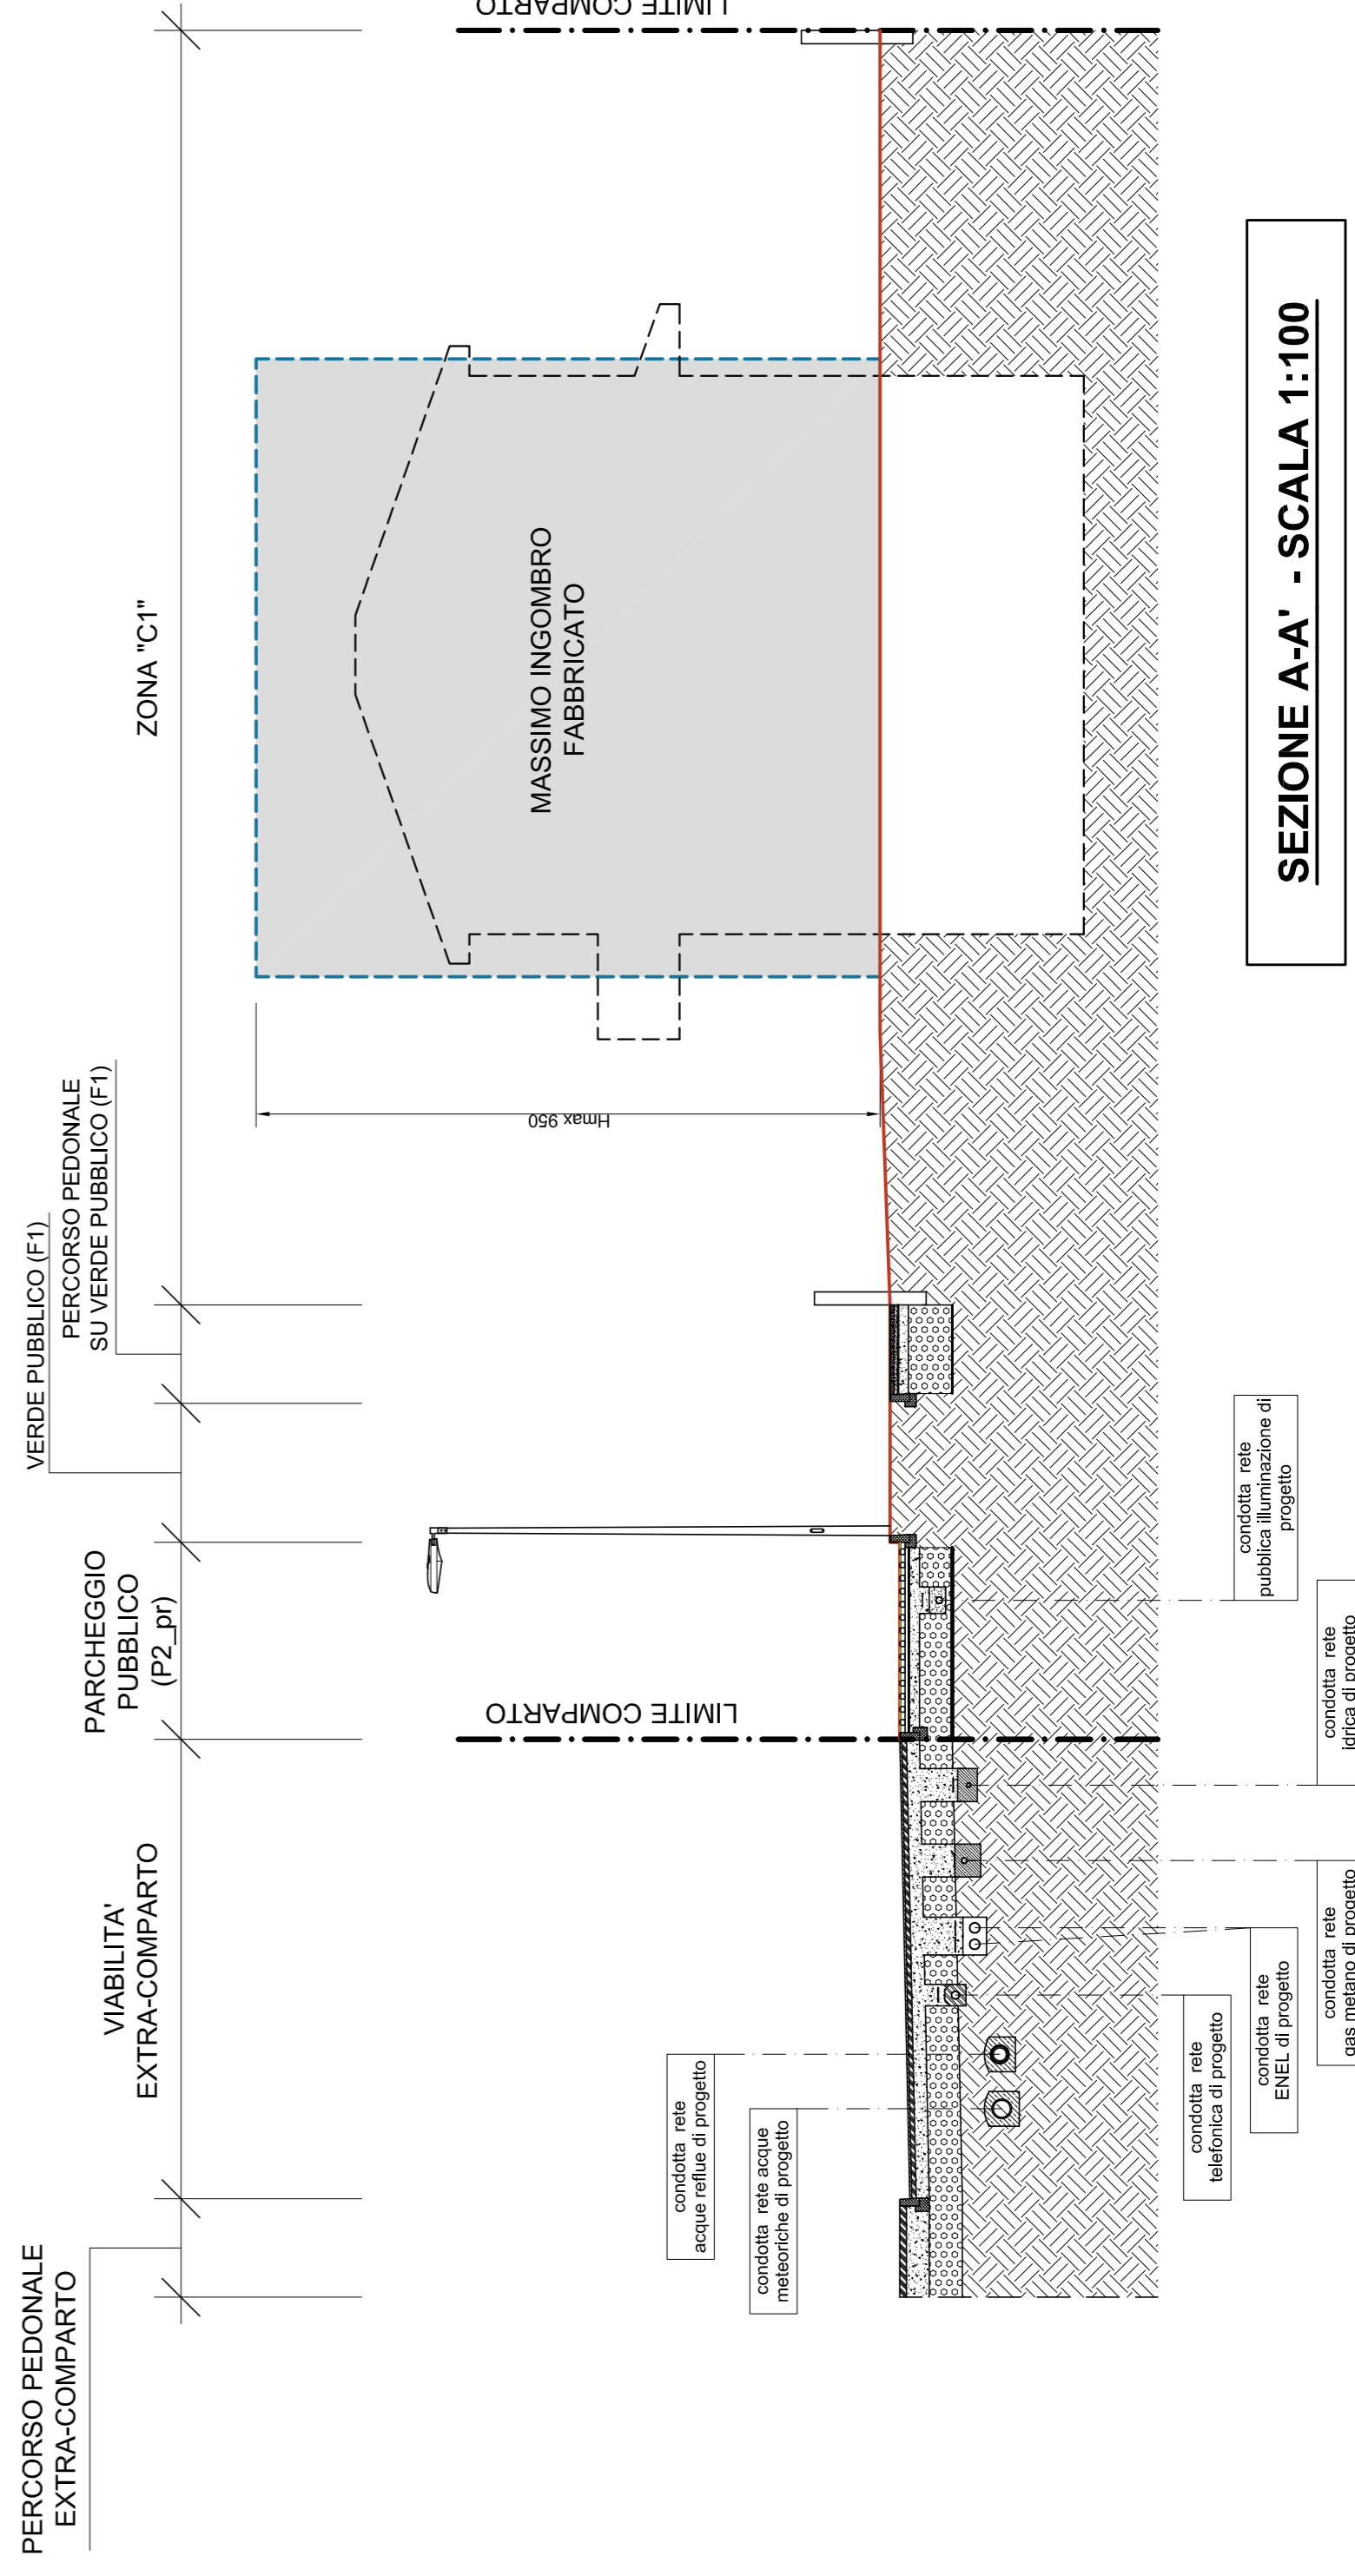 PERCORSO PEDONALE
EXTRA-COMPARTO
VIABILITA'
EXTRA-COMPARTO
PARCHEGGIO
PUBBLICO
(P2_pr)
VERDE PUBBLICO (F1)
PERCORSO PEDONALE
SU VERDE PUBBLICO (F1)
ZONA "C1"
LIMITE COMPARTO
LIMITE COMPARTO
Hmax 950
MASSIMO INGOMBRO
FABBRICATO
condotta rete
acque reflue di progetto
condotta rete acque
meteoriche di progetto
condotta rete
telefonica di progetto
condotta rete
ENEL di progetto
condotta rete
gas metano di progetto
condotta rete
idrica di progetto
condotta rete
pubblica illuminazione di
progetto
SEZIONE A-A' - SCALA 1:100